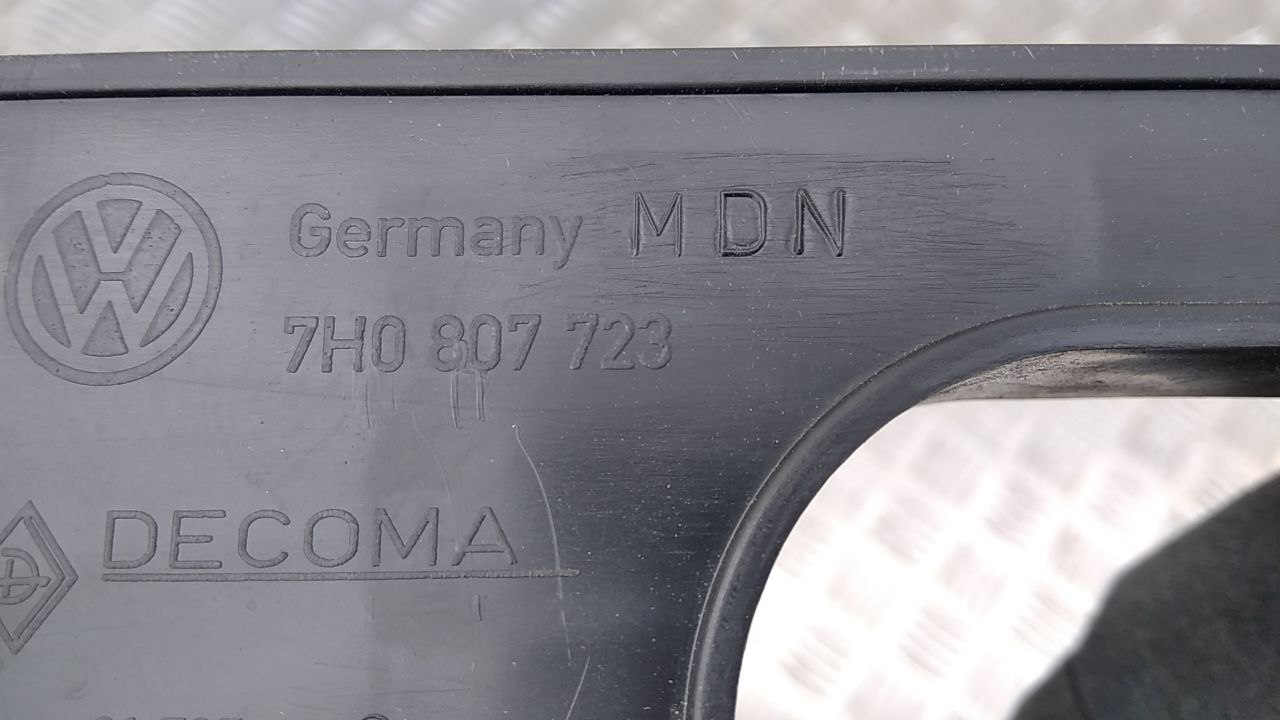 Germany MDN
7H0 807 723
DECOMA